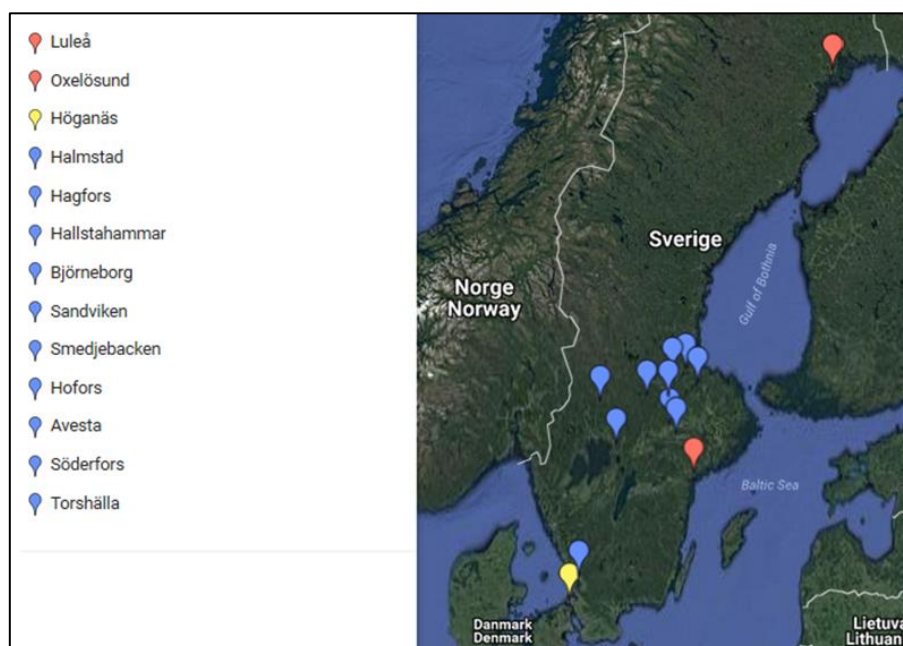 Luleå
Oxelösund
Höganäs
Halmstad
Hagfors
Hallstahammar
Björneborg
Sandviken
Smedjebacken
Hofors
Avesta
Söderfors
Torshälla
Sverige
Norge
Norway
Gulf of Bothnia
Baltic Sea
Danmark
Denmark
Lietuva
Lithuan